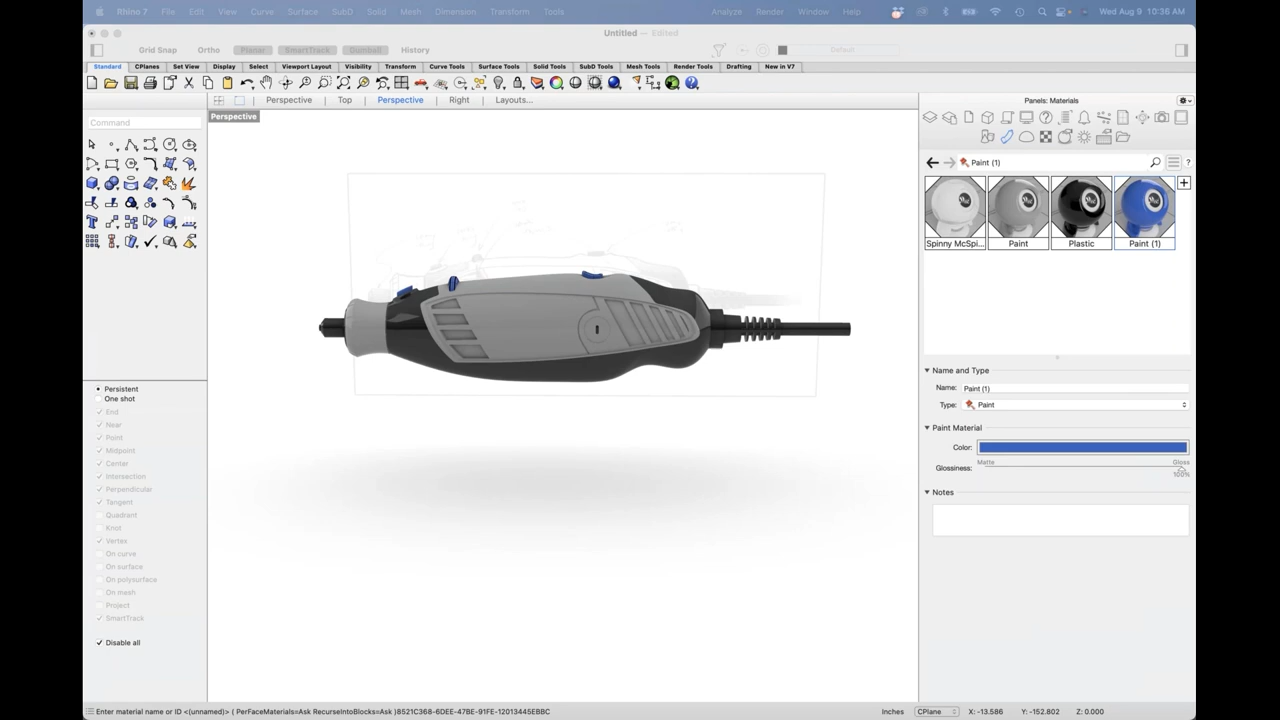 Rhino 7 File Edit View Curve Surface SubD Solid Mesh Dimension Transform Tools Analyze Render Window Help Wed Aug 9 10:36 AM
Untitled — Edited
Grid Snap Ortho Planar SmartTrack Gumball History Default
Standard CPlanes Set View Display Select Viewport Layout Visibility Transform Curve Tools Surface Tools Solid Tools SubD Tools Mesh Tools Render Tools Drafting New in V7
Perspective Top Perspective Right Layouts...
Panels: Materials
Perspective
Command
Paint (1)
?
Spinny McSpi... Paint Plastic Paint (1)
Name and Type
Name: Paint (1)
Type: Paint
Paint Material
Color:
Matte Gloss
Glossiness:
100%
Notes
Persistent
One shot
End
Near
Point
Midpoint
Center
Intersection
Perpendicular
Tangent
Quadrant
Knot
Vertex
On curve
On surface
On polysurface
On mesh
Project
SmartTrack
Disable all
Enter material name or ID <(unnamed)> ( PerFaceMaterials=Ask RecurseIntoBlocks=Ask )8521C368-6DEE-47BE-91FE-12013445EBBC Inches CPlane X: -13.586 Y: -152.802 Z: 0.000